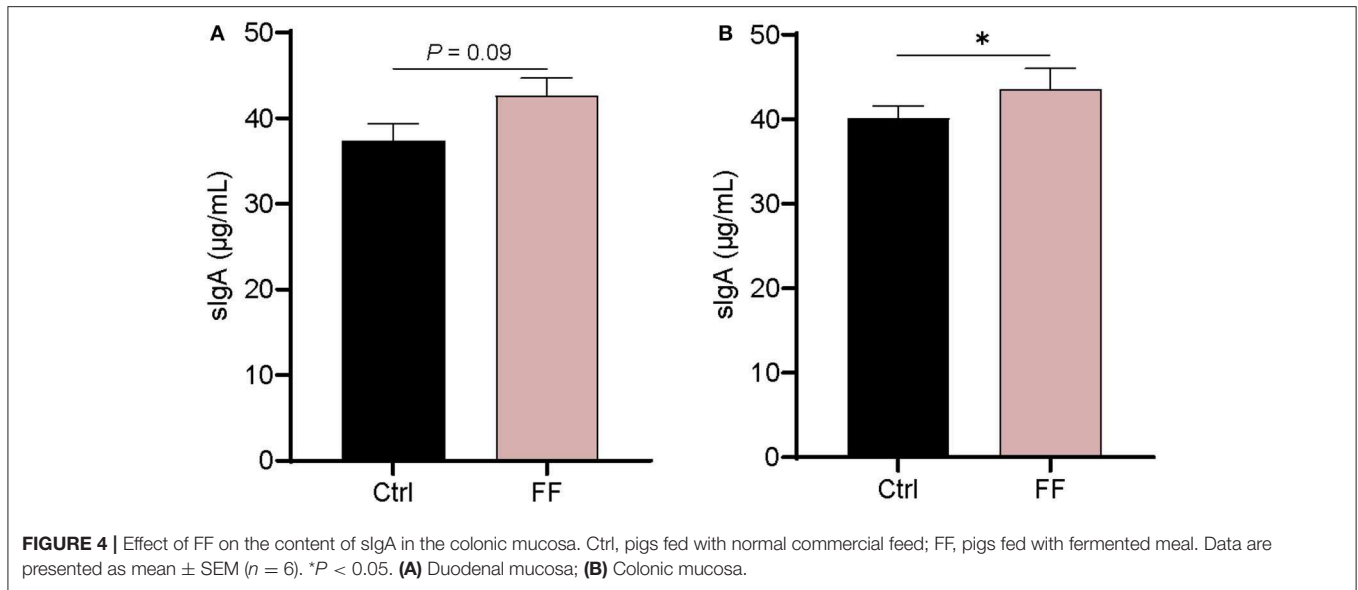 A
50
40
30
20
10
0
sIgA (µg/mL)
P = 0.09
Ctrl
FF
B
50
40
30
20
10
0
sIgA (µg/mL)
*
Ctrl
FF
FIGURE 4 | Effect of FF on the content of sIgA in the colonic mucosa. Ctrl, pigs fed with normal commercial feed; FF, pigs fed with fermented meal. Data are
presented as mean ± SEM (n = 6). *P < 0.05. (A) Duodenal mucosa; (B) Colonic mucosa.